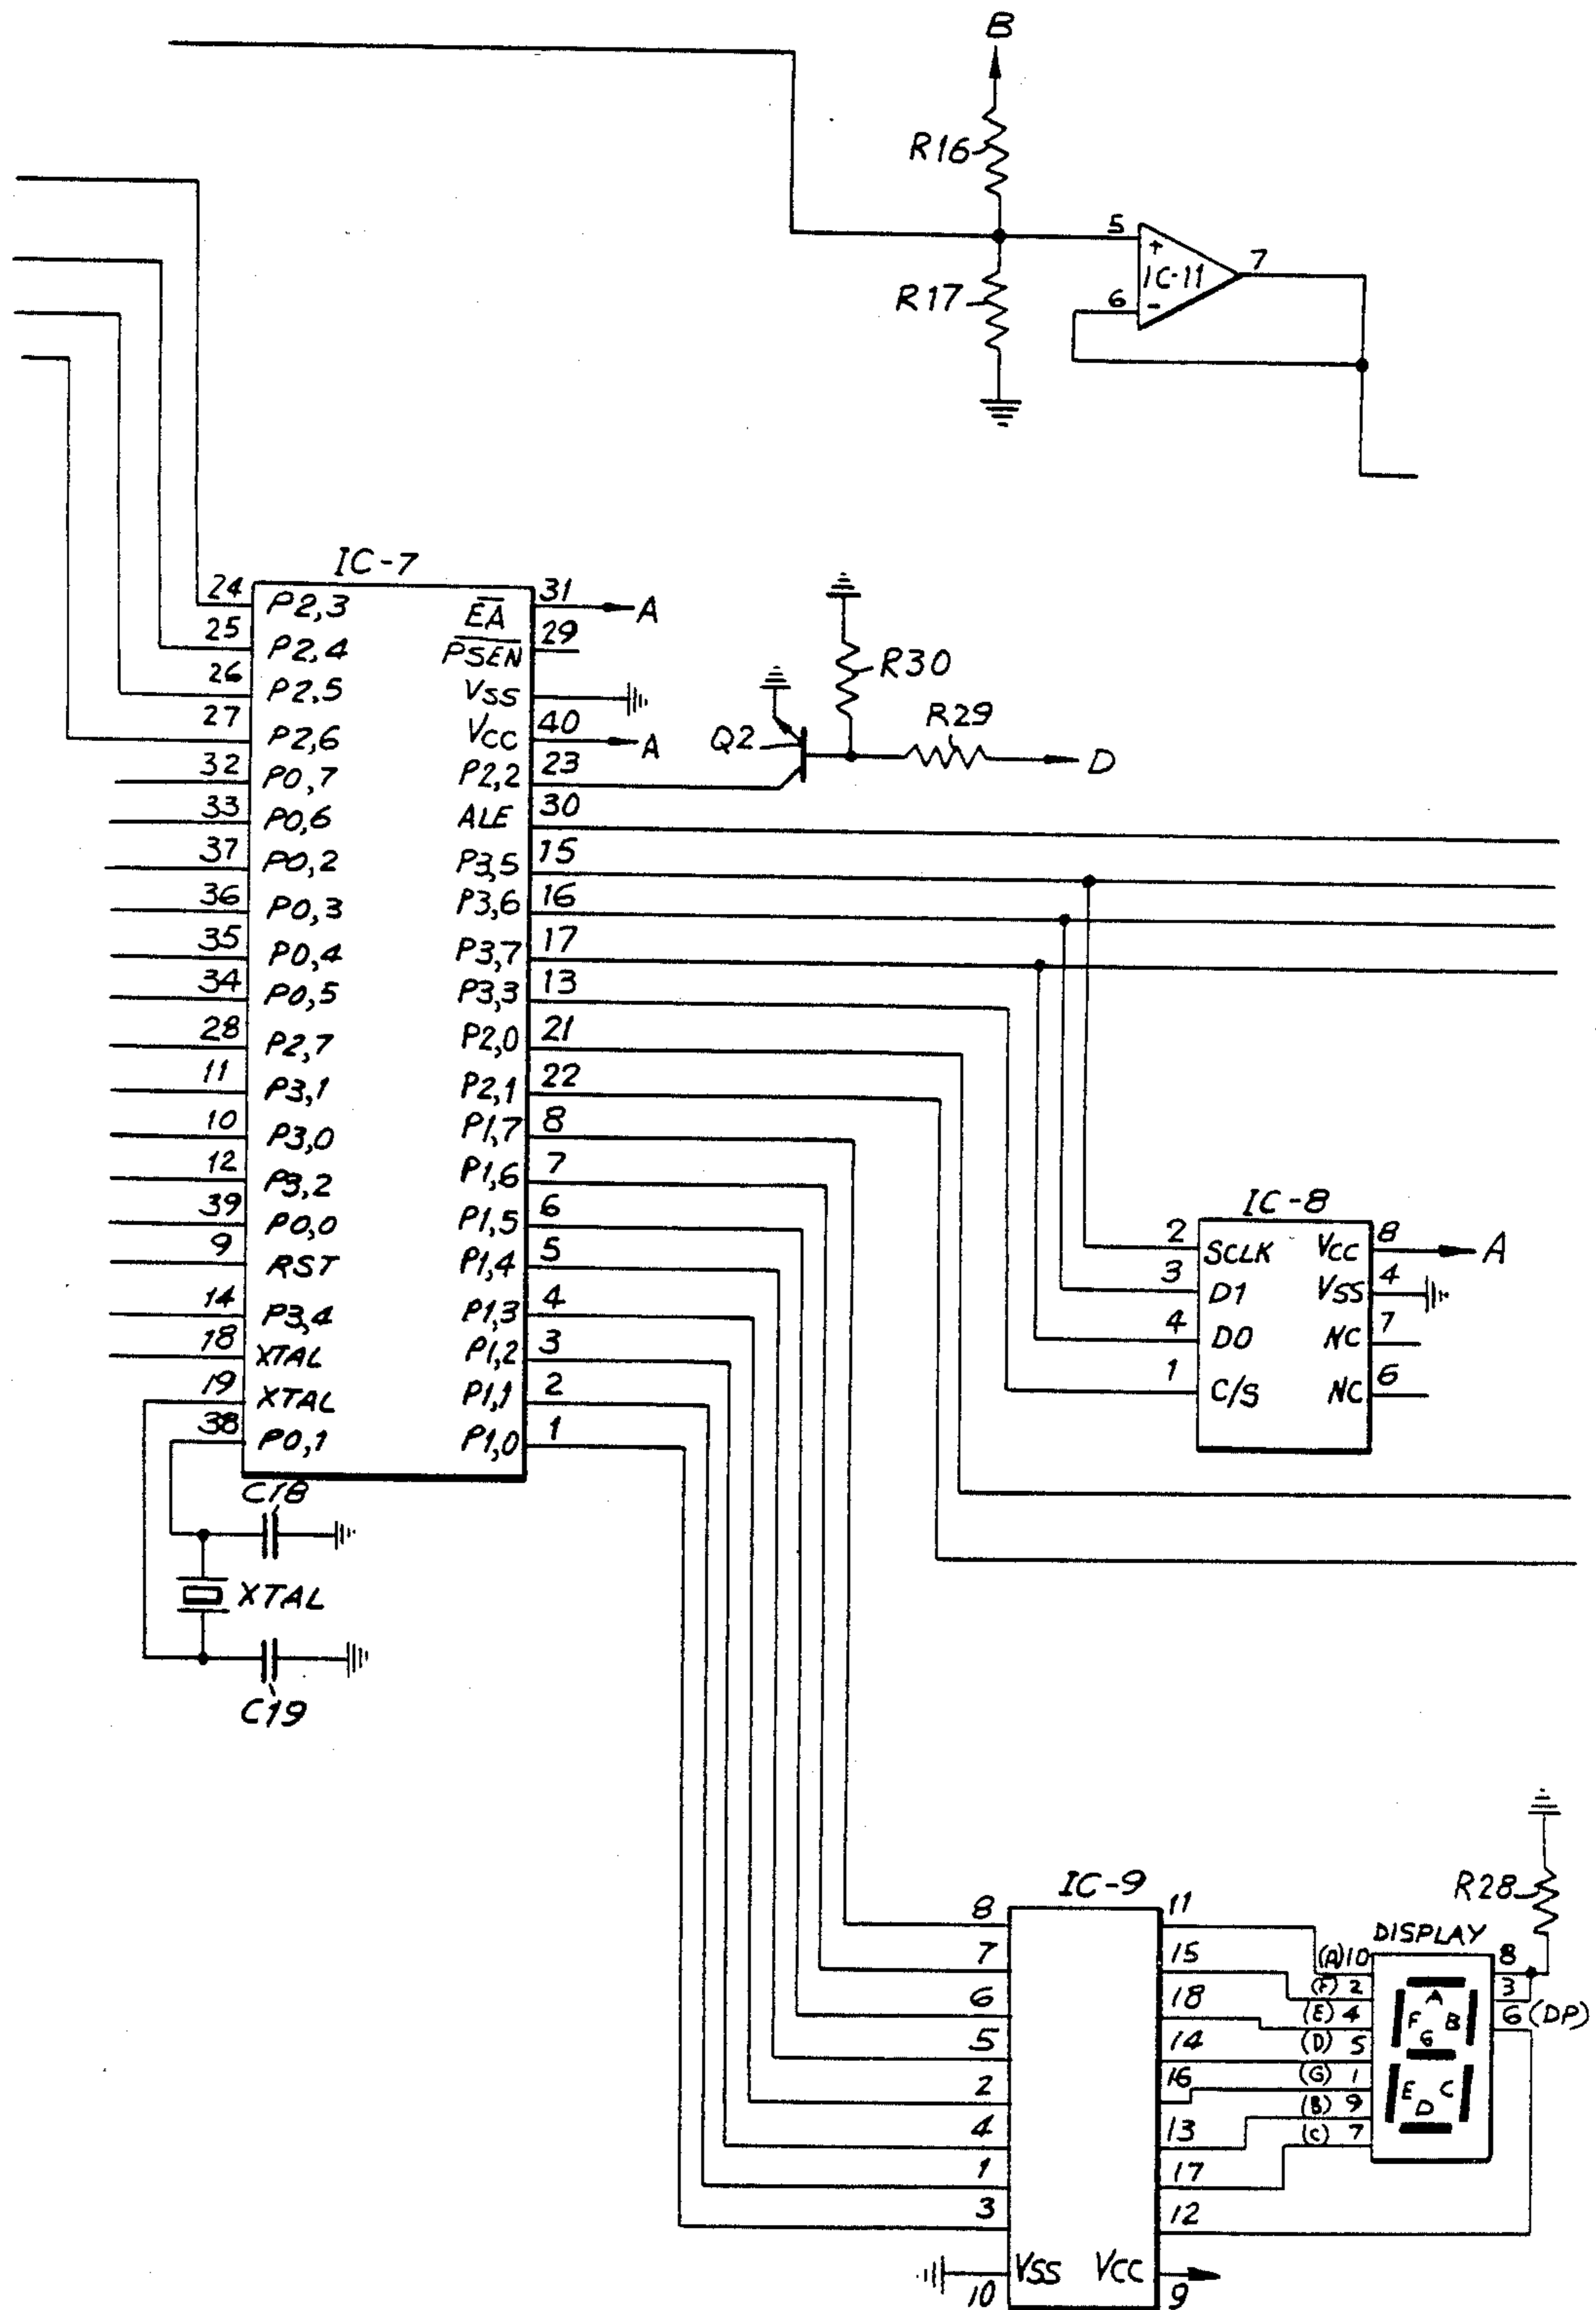 B
R16
5
+
IC-11
7
R17
6
-
IC-7
24 P2,3 EA 31 A
25 P2,4 PSEN 29
26 P2,5 VSS
27 P2,6 VCC 40 A
32 P0,7 P2,2 23
33 P0,6 ALE 30
37 P0,2 P3,5 15
36 P0,3 P3,6 16
35 P0,4 P3,7 17
34 P0,5 P3,3 13
28 P2,7 P2,0 21
11 P3,1 P2,1 22
10 P3,0 P1,7 8
12 P3,2 P1,6 7
39 P0,0 P1,5 6
9 RST P1,4 5
14 P3,4 P1,3 4
18 XTAL P1,2 3
19 XTAL P1,1 2
38 P0,1 P1,0 1
R30
R29
Q2
D
IC-8
2 SCLK VCC 8 A
3 D1 VSS 4
4 D0 NC 7
1 C/S NC 6
C18
XTAL
C19
IC-9
8 11
7 15
6 18
5 14
2 16
4 13
1 17
3 12
VSS VCC
10 9
R28
DISPLAY
(A) 10 8
(F) 2 3
(E) 4 6 (DP)
(D) 5
(G) 1
(B) 9
(C) 7
A
F B
G
E C
D